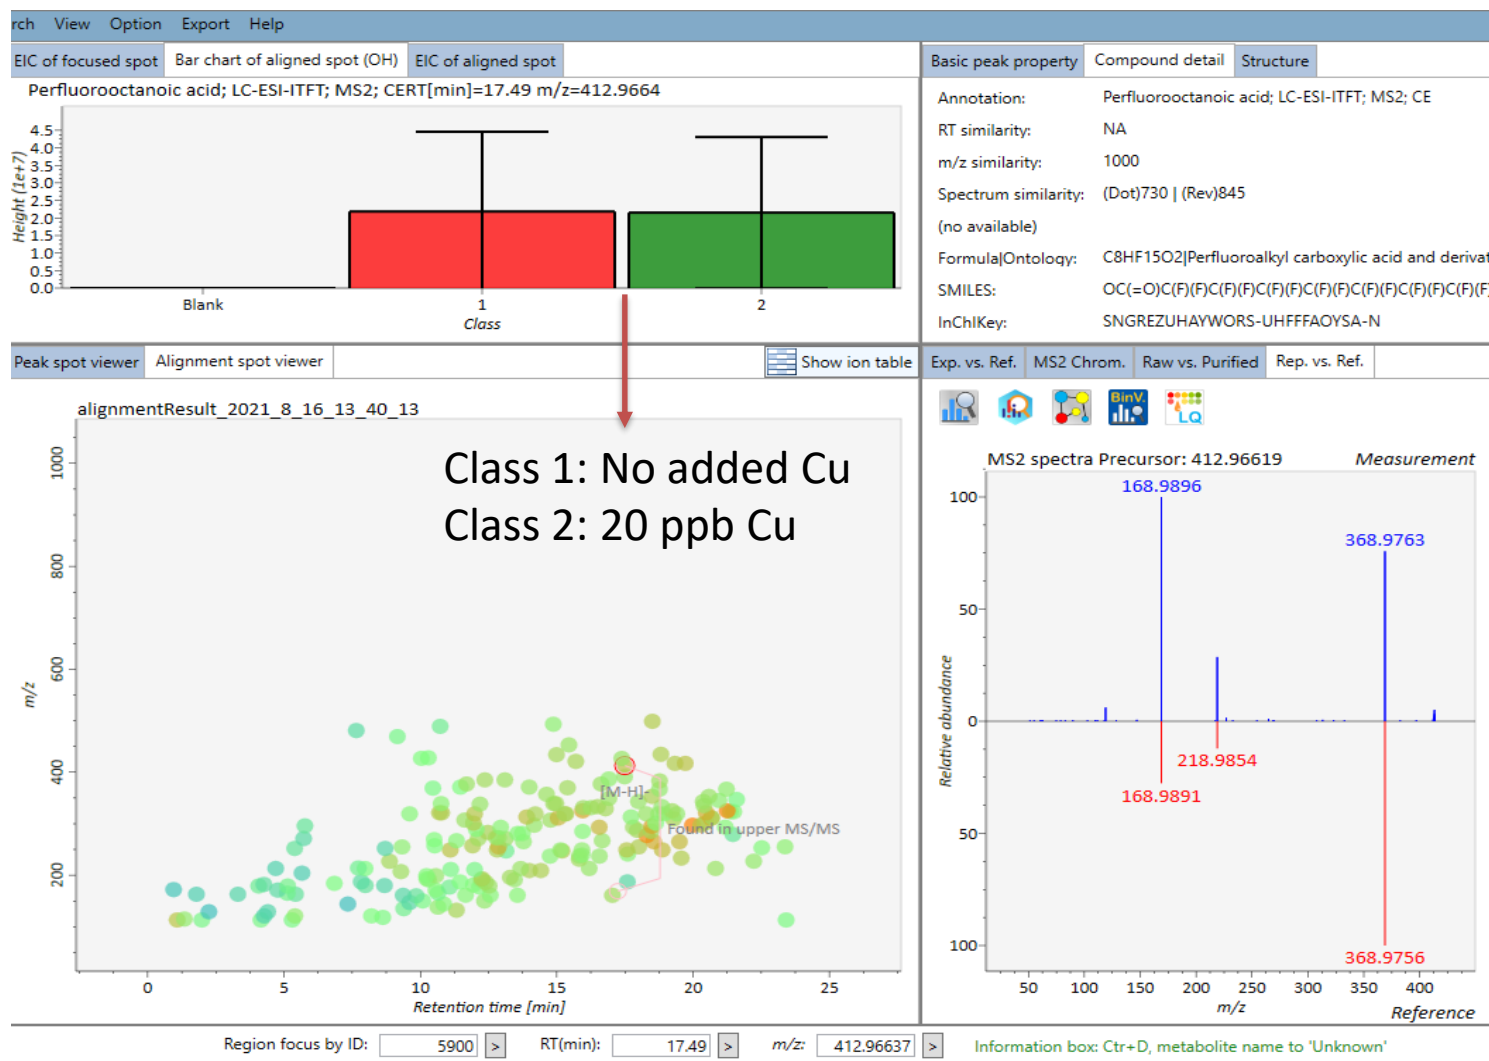 rch View Option Export Help
EIC of focused spot Bar chart of aligned spot (OH) EIC of aligned spot
Perfluorooctanoic acid; LC-ESI-ITFT; MS2; CERT[min]=17.49 m/z=412.9664
Height (1e+7)
4.5
4.0
3.5
3.0
2.5
2.0
1.5
1.0
0.5
0.0
Blank 1 2
Class
Basic peak property Compound detail Structure
Annotation: Perfluorooctanoic acid; LC-ESI-ITFT; MS2; CE
RT similarity: NA
m/z similarity: 1000
Spectrum similarity: (Dot)730 | (Rev)845
(no available)
Formula|Ontology: C8HF15O2|Perfluoroalkyl carboxylic acid and derivat
SMILES: OC(=O)C(F)(F)C(F)(F)C(F)(F)C(F)(F)C(F)(F)C(F)(F)C(F)(F)
InChIKey: SNGREZUHAYWORS-UHFFFAOYSA-N
Peak spot viewer Alignment spot viewer Show ion table
alignmentResult_2021_8_16_13_40_13
Class 1: No added Cu
Class 2: 20 ppb Cu
m/z
1000
800
600
400
200
[M-H]-
Found in upper MS/MS
0 5 10 15 20 25
Retention time [min]
Exp. vs. Ref. MS2 Chrom. Raw vs. Purified Rep. vs. Ref.
BinV.
LQ
MS2 spectra Precursor: 412.96619 Measurement
Relative abundance
100
50
0
50
100
168.9896
368.9763
218.9854
168.9891
368.9756
50 100 150 200 250 300 350 400
m/z
Reference
Region focus by ID: 5900 > RT(min): 17.49 > m/z: 412.96637 > Information box: Ctr+D, metabolite name to 'Unknown'